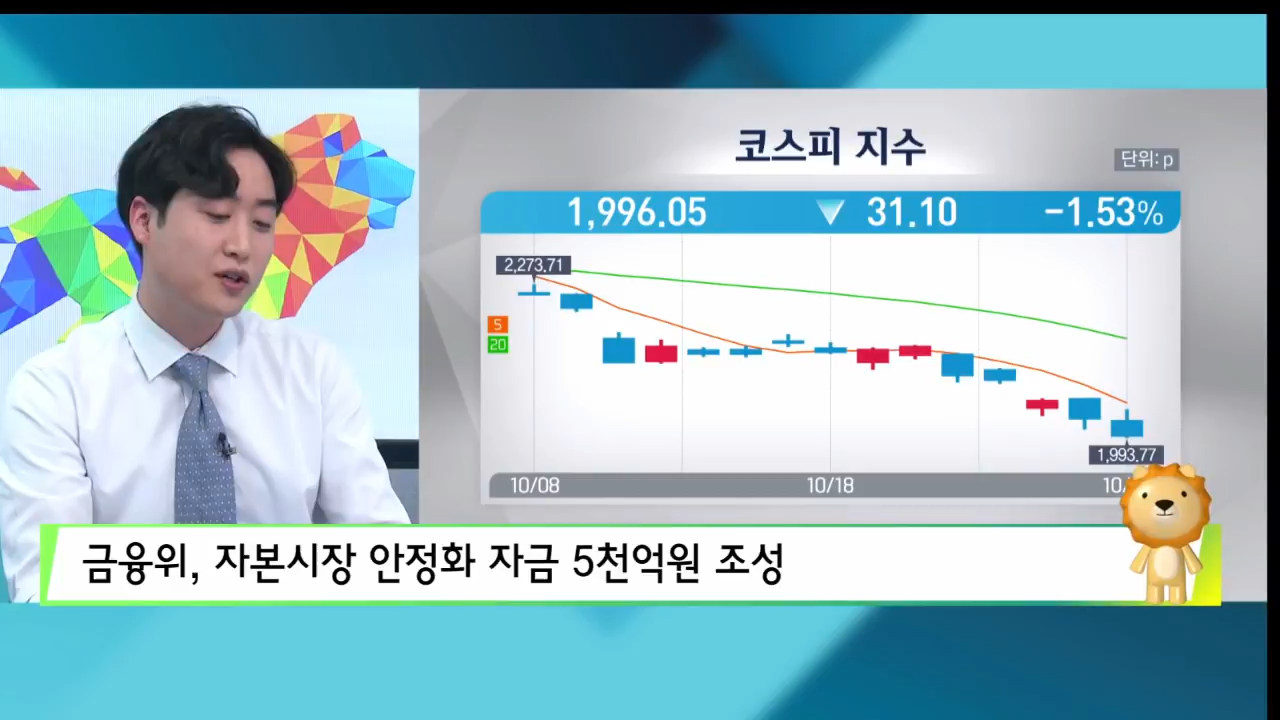 코스피 지수
단위: p
1,996.05 ▼ 31.10 -1.53%
2,273.71
5
20
1,993.77
10/08 10/18 10/
금융위, 자본시장 안정화 자금 5천억원 조성